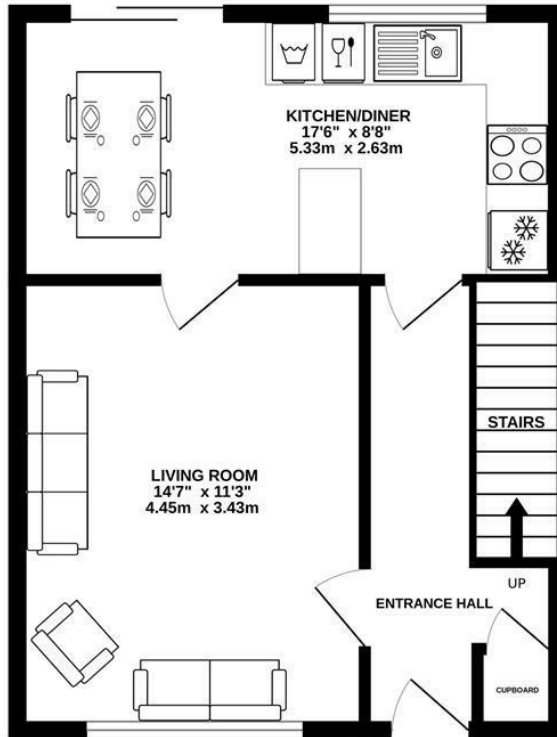 KITCHEN/DINER
17'6" x 8'8"
5.33m x 2.63m
STAIRS
LIVING ROOM
14'7" x 11'3"
4.45m x 3.43m
UP
ENTRANCE HALL
CUPBOARD